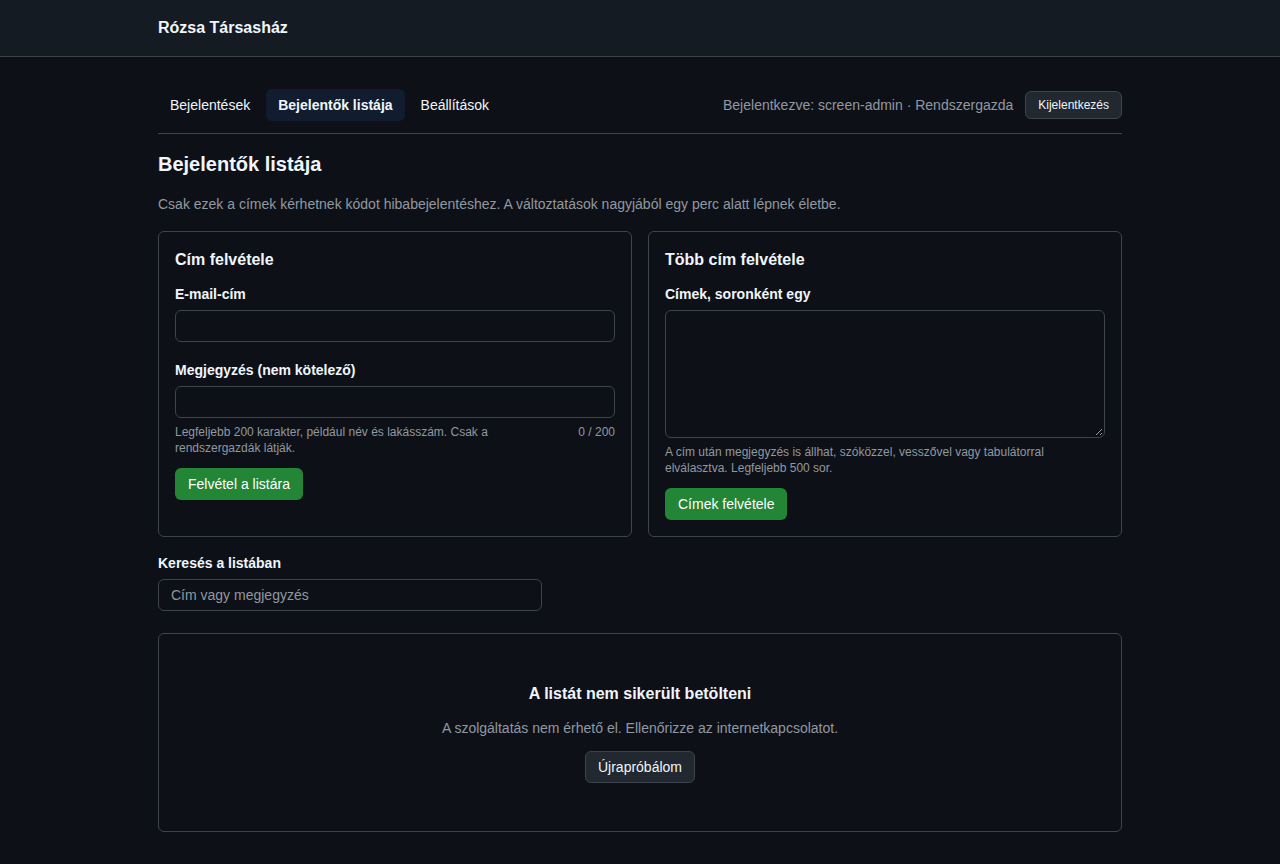 Rózsa Társasház
Bejelentések
Bejelentők listája
Beállítások
Bejelentkezve: screen-admin · Rendszergazda
Kijelentkezés
Bejelentők listája
Csak ezek a címek kérhetnek kódot hibabejelentéshez. A változtatások nagyjából egy perc alatt lépnek életbe.
Cím felvétele
E-mail-cím
Megjegyzés (nem kötelező)
Legfeljebb 200 karakter, például név és lakásszám. Csak a
rendszergazdák látják.
0 / 200
Felvétel a listára
Több cím felvétele
Címek, soronként egy
A cím után megjegyzés is állhat, szóközzel, vesszővel vagy tabulátorral
elválasztva. Legfeljebb 500 sor.
Címek felvétele
Keresés a listában
Cím vagy megjegyzés
A listát nem sikerült betölteni
A szolgáltatás nem érhető el. Ellenőrizze az internetkapcsolatot.
Újrapróbálom